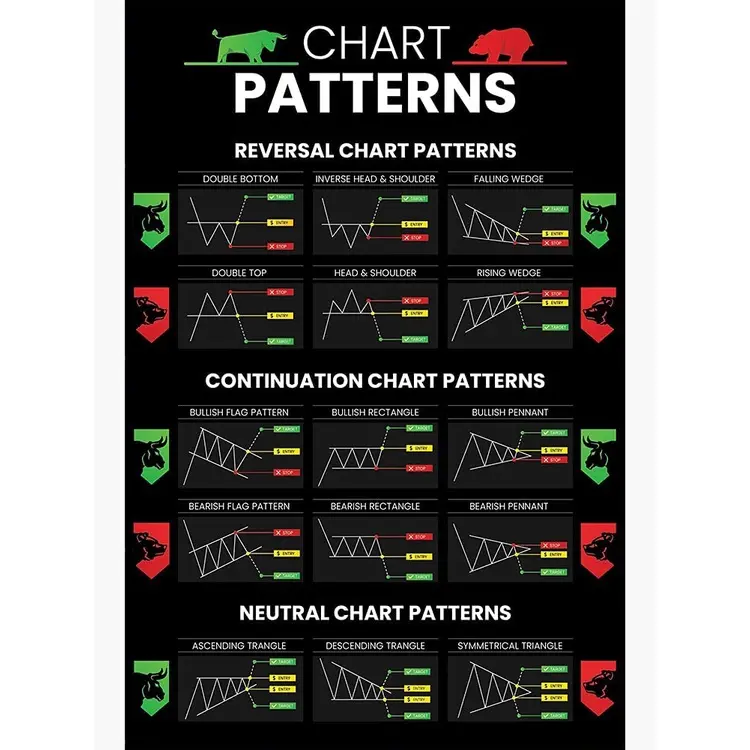 CHART
PATTERNS
REVERSAL CHART PATTERNS
DOUBLE BOTTOM INVERSE HEAD & SHOULDER FALLING WEDGE
TARGET TARGET TARGET
$ ENTRY $ ENTRY $ ENTRY
STOP STOP STOP
DOUBLE TOP HEAD & SHOULDER RISING WEDGE
STOP STOP STOP
$ ENTRY $ ENTRY $ ENTRY
TARGET TARGET TARGET
CONTINUATION CHART PATTERNS
BULLISH FLAG PATTERN BULLISH RECTANGLE BULLISH PENNANT
TARGET TARGET TARGET
$ ENTRY $ ENTRY $ ENTRY
STOP STOP STOP
BEARISH FLAG PATTERN BEARISH RECTANGLE BEARISH PENNANT
STOP STOP STOP
$ ENTRY $ ENTRY $ ENTRY
TARGET TARGET TARGET
NEUTRAL CHART PATTERNS
ASCENDING TRANGLE DESCENDING TRANGLE SYMMETRICAL TRIANGLE
TARGET TARGET TARGET
$ ENTRY $ ENTRY $ ENTRY
$ ENTRY $ ENTRY $ ENTRY
TARGET TARGET TARGET